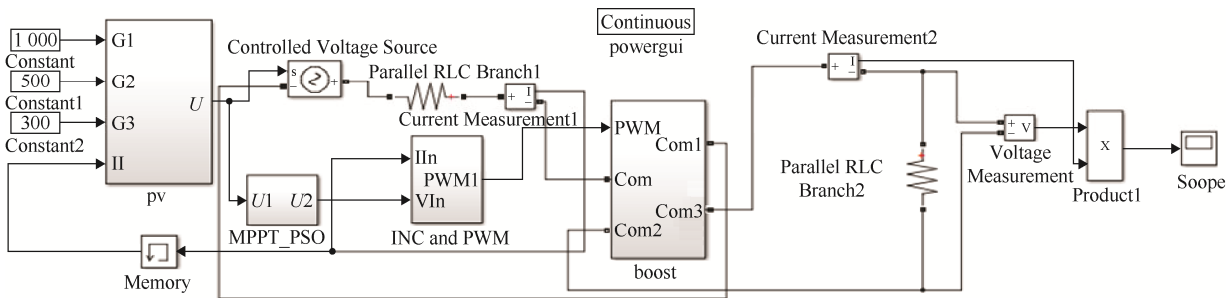 Continuous
powergui
1 000
Constant
500
Constant1
300
Constant2
G1
G2
G3
II
U
pv
Controlled Voltage Source
s
−
+
Parallel RLC Branch1
+
+
I
−
Current Measurement1
U1
U2
MPPT_PSO
IIn
VIn
PWM1
INC and PWM
Memory
PWM
Com
Com2
Com1
Com3
boost
Current Measurement2
+
I
−
Parallel RLC
Branch2
+
+
−
V
Voltage
Measurement
X
Product1
Soope